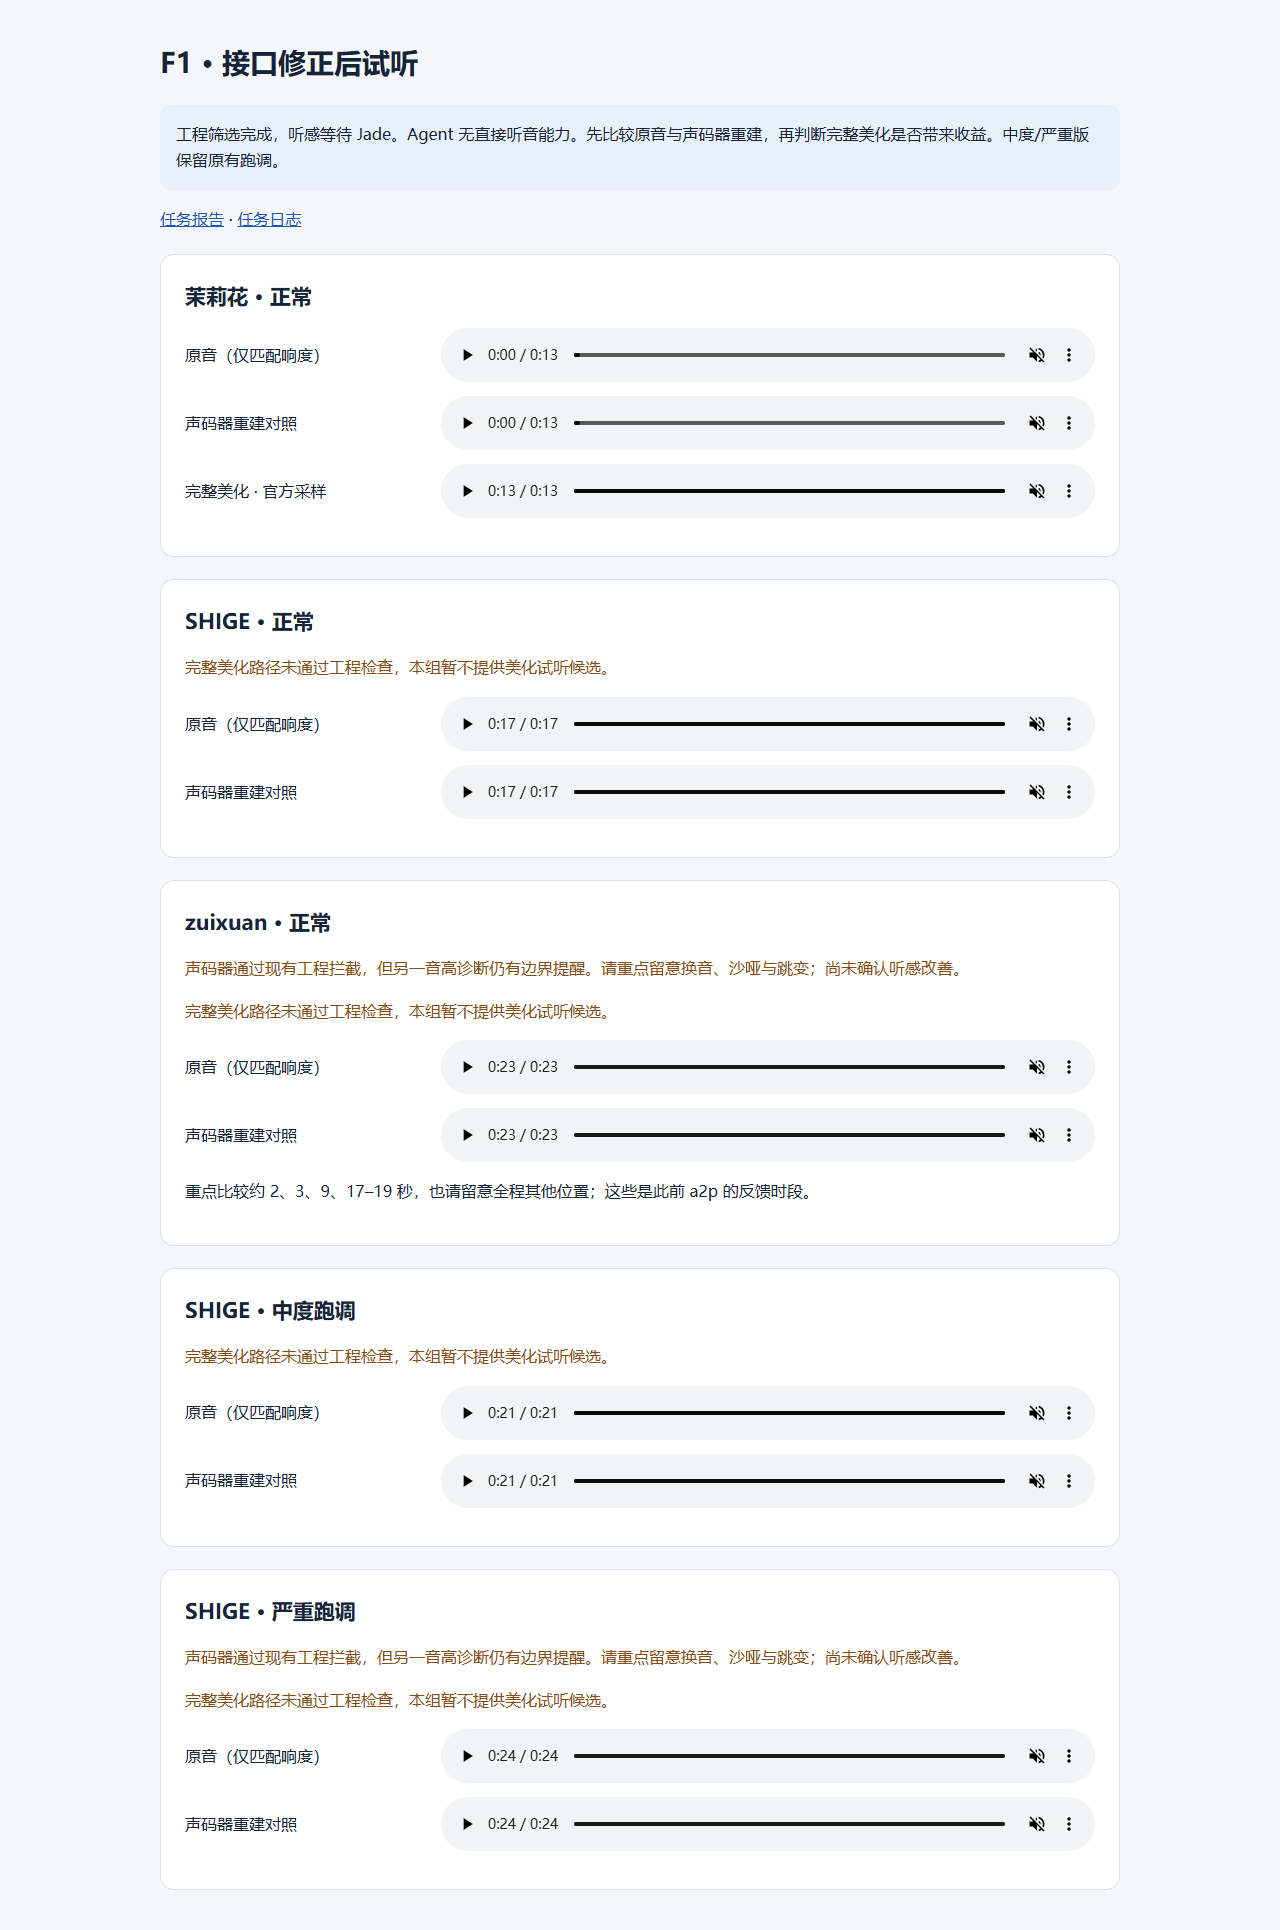 F1 · 接口修正后试听
工程筛选完成，听感等待 Jade。Agent 无直接听音能力。先比较原音与声码器重建，再判断完整美化是否带来收益。中度/严重版
保留原有跑调。
任务报告 · 任务日志
茉莉花 · 正常
原音（仅匹配响度）
0:00 / 0:13
声码器重建对照
0:00 / 0:13
完整美化 · 官方采样
0:13 / 0:13
SHIGE · 正常
完整美化路径未通过工程检查，本组暂不提供美化试听候选。
原音（仅匹配响度）
0:17 / 0:17
声码器重建对照
0:17 / 0:17
zuixuan · 正常
声码器通过现有工程拦截，但另一音高诊断仍有边界提醒。请重点留意换音、沙哑与跳变；尚未确认听感改善。
完整美化路径未通过工程检查，本组暂不提供美化试听候选。
原音（仅匹配响度）
0:23 / 0:23
声码器重建对照
0:23 / 0:23
重点比较约 2、3、9、17–19 秒，也请留意全程其他位置；这些是此前 a2p 的反馈时段。
SHIGE · 中度跑调
完整美化路径未通过工程检查，本组暂不提供美化试听候选。
原音（仅匹配响度）
0:21 / 0:21
声码器重建对照
0:21 / 0:21
SHIGE · 严重跑调
声码器通过现有工程拦截，但另一音高诊断仍有边界提醒。请重点留意换音、沙哑与跳变；尚未确认听感改善。
完整美化路径未通过工程检查，本组暂不提供美化试听候选。
原音（仅匹配响度）
0:24 / 0:24
声码器重建对照
0:24 / 0:24